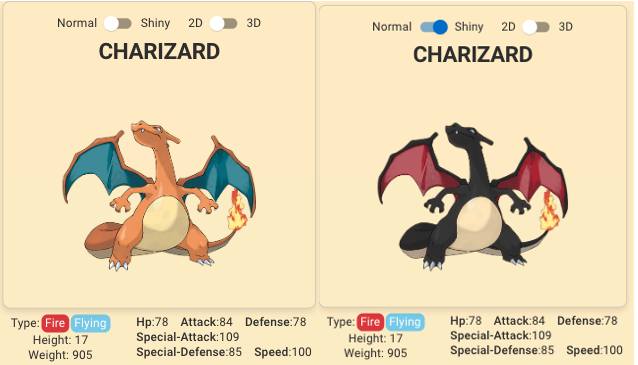 Normal Shiny 2D 3D
CHARIZARD
Type: Fire Flying
Height: 17
Weight: 905
Hp:78 Attack:84 Defense:78
Special-Attack:109
Special-Defense:85 Speed:100
Normal Shiny 2D 3D
CHARIZARD
Type: Fire Flying
Height: 17
Weight: 905
Hp:78 Attack:84 Defense:78
Special-Attack:109
Special-Defense:85 Speed:100